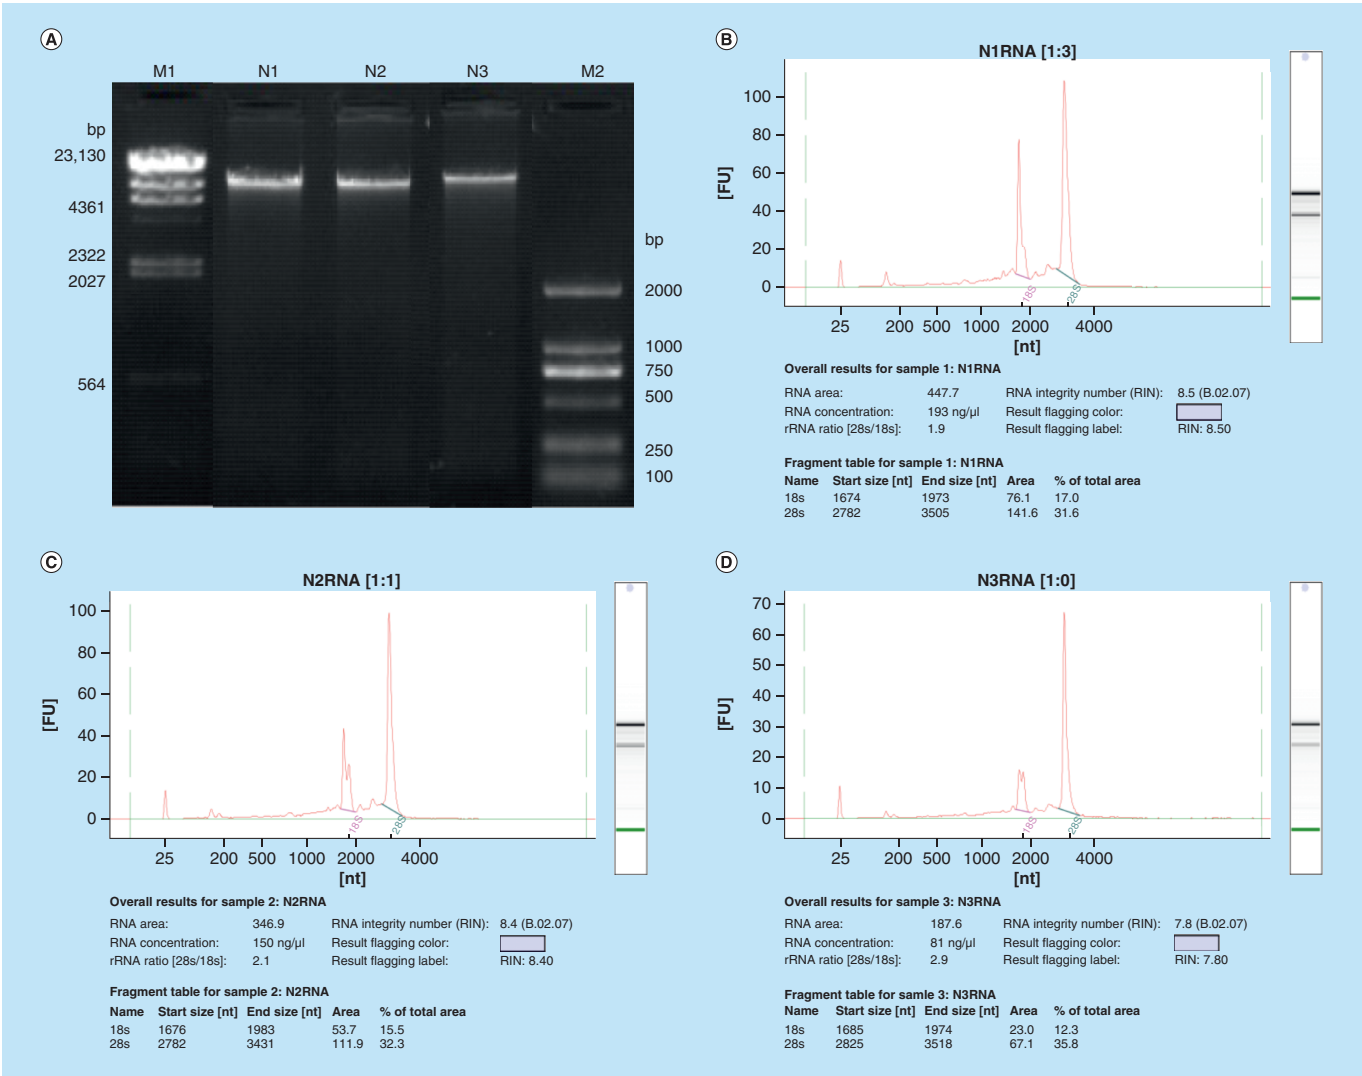 A
M1 N1 N2 N3 M2
bp
23,130
4361
2322
2027
564
bp
2000
1000
750
500
250
100
B
N1RNA [1:3]
[FU]
100
80
60
40
20
0
18S 28S
25 200 500 1000 2000 4000
[nt]
Overall results for sample 1: N1RNA
RNA area: 447.7 RNA integrity number (RIN): 8.5 (B.02.07)
RNA concentration: 193 ng/µl Result flagging color:
rRNA ratio [28s/18s]: 1.9 Result flagging label: RIN: 8.50
Fragment table for sample 1: N1RNA
Name Start size [nt] End size [nt] Area % of total area
18s 1674 1973 76.1 17.0
28s 2782 3505 141.6 31.6
C
N2RNA [1:1]
[FU]
100
80
60
40
20
0
18S 28S
25 200 500 1000 2000 4000
[nt]
Overall results for sample 2: N2RNA
RNA area: 346.9 RNA integrity number (RIN): 8.4 (B.02.07)
RNA concentration: 150 ng/µl Result flagging color:
rRNA ratio [28s/18s]: 2.1 Result flagging label: RIN: 8.40
Fragment table for sample 2: N2RNA
Name Start size [nt] End size [nt] Area % of total area
18s 1676 1983 53.7 15.5
28s 2782 3431 111.9 32.3
D
N3RNA [1:0]
[FU]
70
60
50
40
30
20
10
0
18S 28S
25 200 500 1000 2000 4000
[nt]
Overall results for sample 3: N3RNA
RNA area: 187.6 RNA integrity number (RIN): 7.8 (B.02.07)
RNA concentration: 81 ng/µl Result flagging color:
rRNA ratio [28s/18s]: 2.9 Result flagging label: RIN: 7.80
Fragment table for samle 3: N3RNA
Name Start size [nt] End size [nt] Area % of total area
18s 1685 1974 23.0 12.3
28s 2825 3518 67.1 35.8